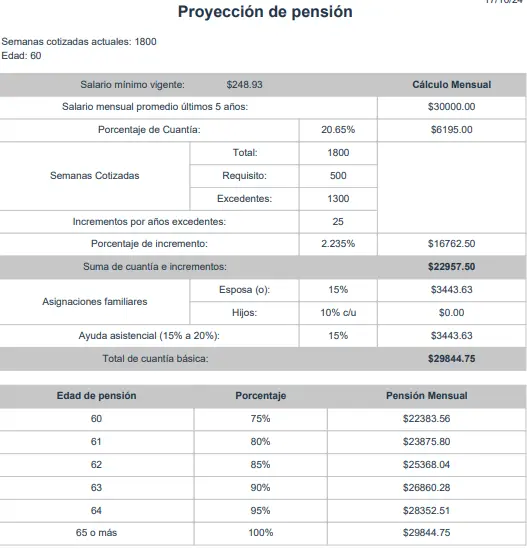 17/10/24
Proyección de pensión
Semanas cotizadas actuales: 1800
Edad: 60
Salario mínimo vigente: $248.93 Cálculo Mensual
Salario mensual promedio últimos 5 años: $30000.00
Porcentaje de Cuantía: 20.65% $6195.00
Semanas Cotizadas
Total: 1800
Requisito: 500
Excedentes: 1300
Incrementos por años excedentes: 25
Porcentaje de incremento: 2.235% $16762.50
Suma de cuantía e incrementos: $22957.50
Asignaciones familiares
Esposa (o): 15% $3443.63
Hijos: 10% c/u $0.00
Ayuda asistencial (15% a 20%): 15% $3443.63
Total de cuantía básica: $29844.75
Edad de pensión Porcentaje Pensión Mensual
60 75% $22383.56
61 80% $23875.80
62 85% $25368.04
63 90% $26860.28
64 95% $28352.51
65 o más 100% $29844.75